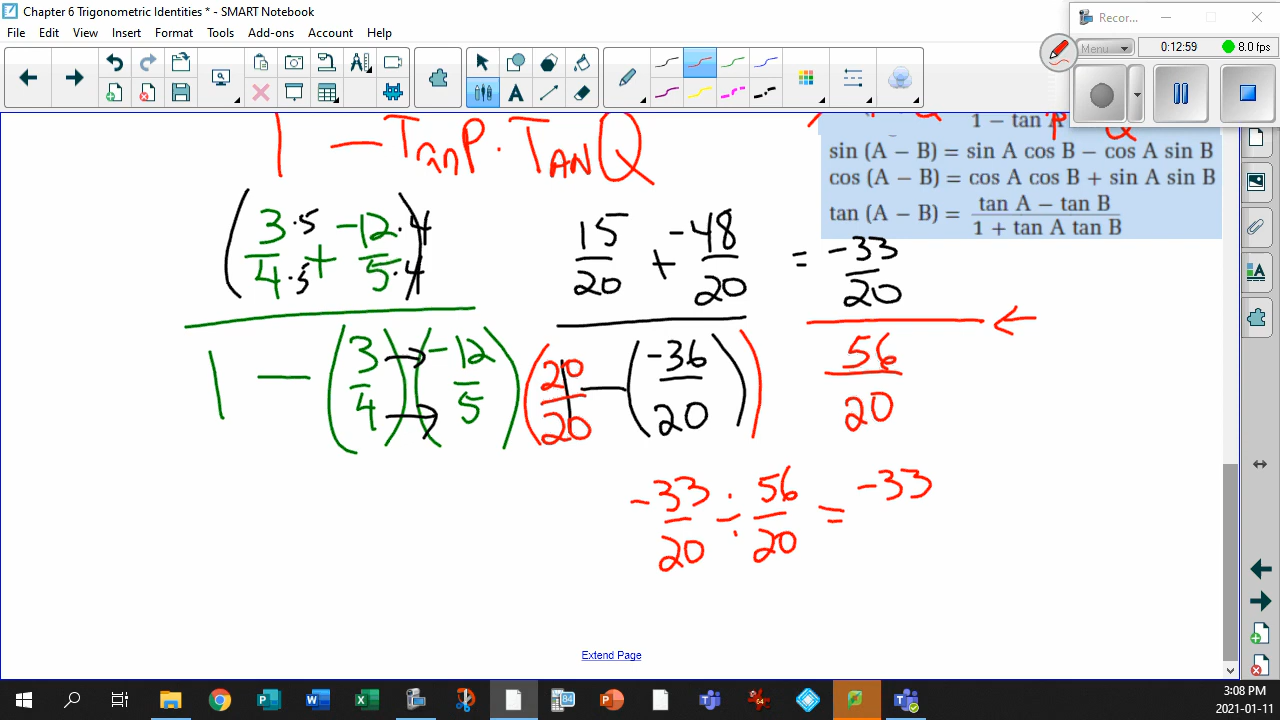 Chapter 6 Trigonometric Identities * - SMART Notebook
Recor...
File Edit View Insert Format Tools Add-ons Account Help
Menu
0:12:59
8.0 fps
A
1 - TanP · TANQ
P Q
1 − tan A
sin (A − B) = sin A cos B − cos A sin B
cos (A − B) = cos A cos B + sin A sin B
tan (A − B) = tan A − tan B / 1 + tan A tan B
(3·5/4·5 + -12·4/5·4) / 1 - (3/4)(-12/5)
15/20 + -48/20 = -33/20
(20/20 - (-36/20))
56/20
-33/20 ÷ 56/20 = -33
Extend Page
3:08 PM
2021-01-11